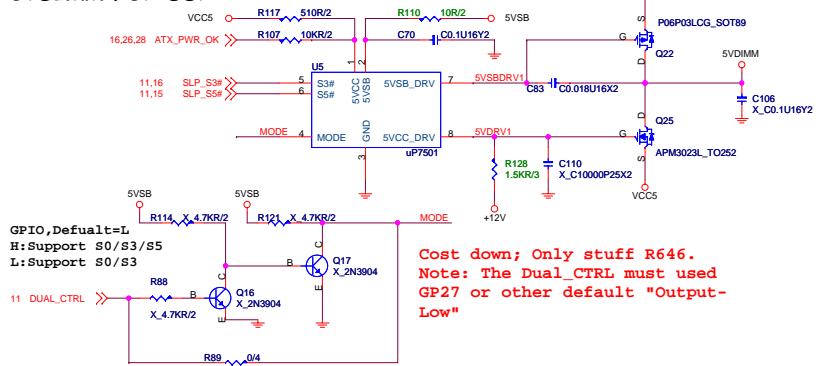 VCC5
R117
510R/2
R110
10R/2
5VSB
16,26,28
ATX_PWR_OK
R107
10KR/2
C70
C0.1U16Y2
S
P06P03LCG_SOT89
G
Q22
D
5VDIMM
U5
1
2
5VCC
5VSB
11,16
SLP_S3#
5
S3#
5VSB_DRV
7
5VSBDRV1
11,15
SLP_S5#
6
S5#
C83
C0.018U16X2
C106
X_C0.1U16Y2
D
Q25
MODE
4
MODE
GND
5VCC_DRV
8
5VDRV1
G
uP7501
3
S
APM3023L_TO252
R128
1.5KR/3
C110
X_C10000P25X2
VCC5
+12V
5VSB
5VSB
R114
X_4.7KR/2
R121
X_4.7KR/2
MODE
GPIO,Defualt=L
H:Support S0/S3/S5
L:Support S0/S3
C
B
Q17
X_2N3904
E
Cost down; Only stuff R646.
Note: The Dual_CTRL must used
GP27 or other default "Output-
Low"
11
DUAL_CTRL
R88
X_4.7KR/2
C
B
Q16
X_2N3904
E
R89
0/4